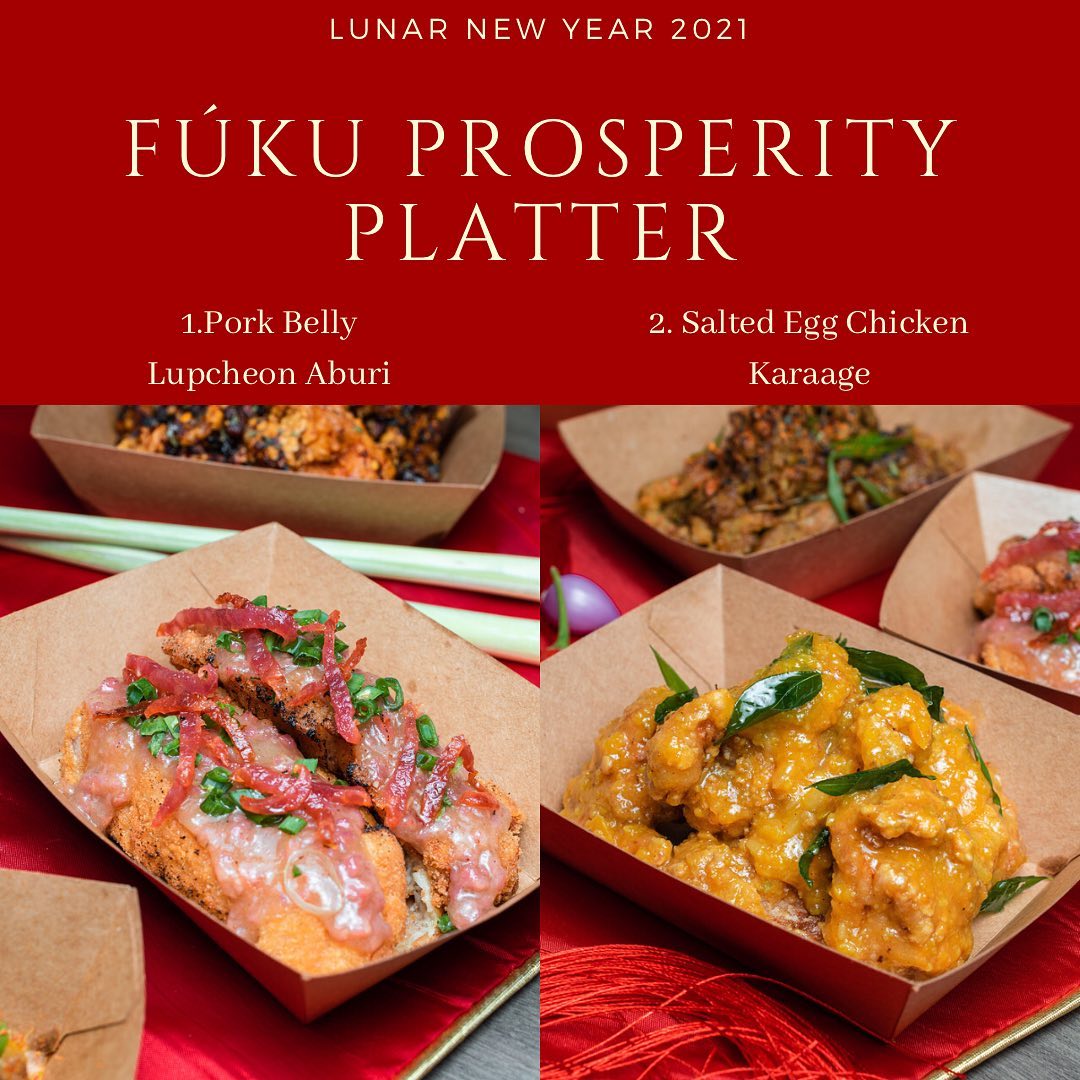 LUNAR NEW YEAR 2021
FÚKU PROSPERITY
PLATTER
1.Pork Belly
Lupcheon Aburi
2. Salted Egg Chicken
Karaage